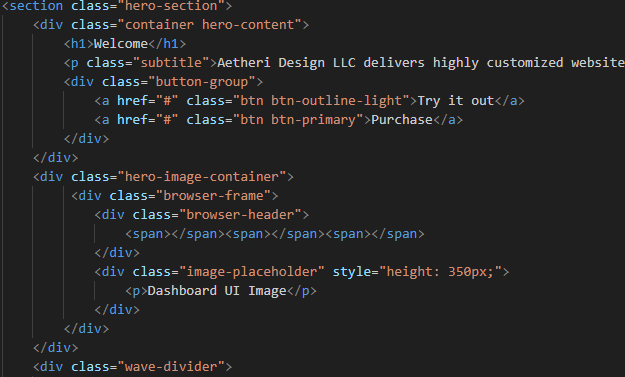 <section class="hero-section">
<div class="container hero-content">
<h1>Welcome</h1>
<p class="subtitle">Aetheri Design LLC delivers highly customized website
<div class="button-group">
<a href="#" class="btn btn-outline-light">Try it out</a>
<a href="#" class="btn btn-primary">Purchase</a>
</div>
</div>
<div class="hero-image-container">
<div class="browser-frame">
<div class="browser-header">
<span></span><span></span><span></span>
</div>
<div class="image-placeholder" style="height: 350px;">
<p>Dashboard UI Image</p>
</div>
</div>
</div>
<div class="wave-divider">